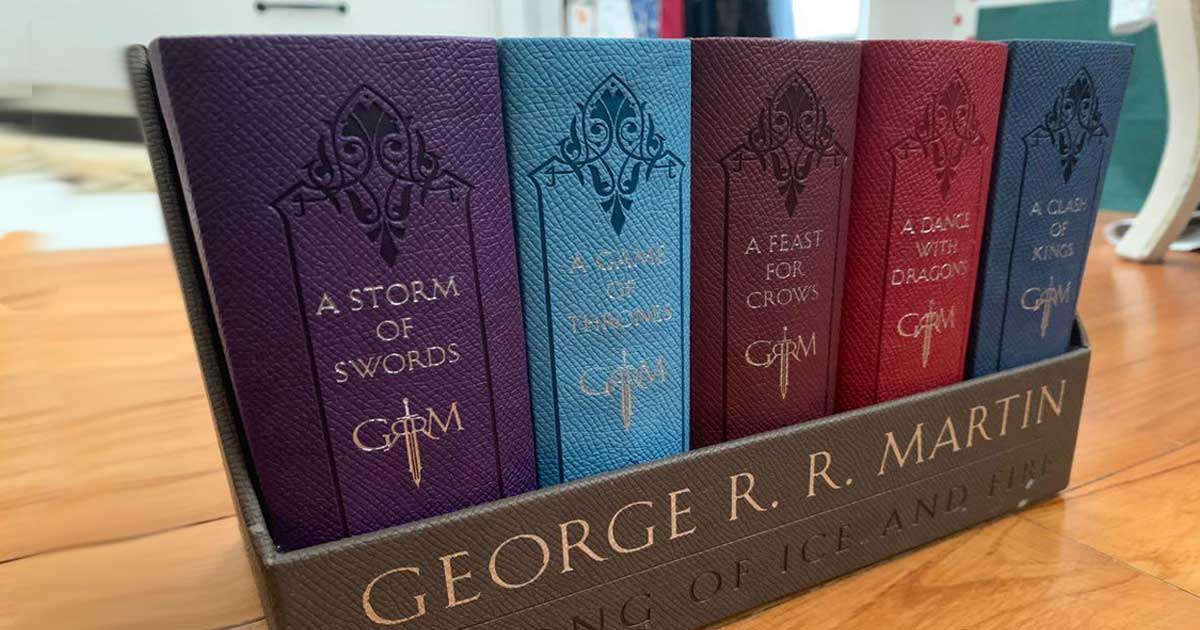 A STORM
OF
SWORDS
GRRM
A GAME
OF
THRONES
GRRM
A FEAST
FOR
CROWS
GRRM
A DANCE
WITH
DRAGONS
GRRM
A CLASH
OF
KINGS
GRRM
GEORGE R. R. MARTIN
NG OF ICE AND FIRE